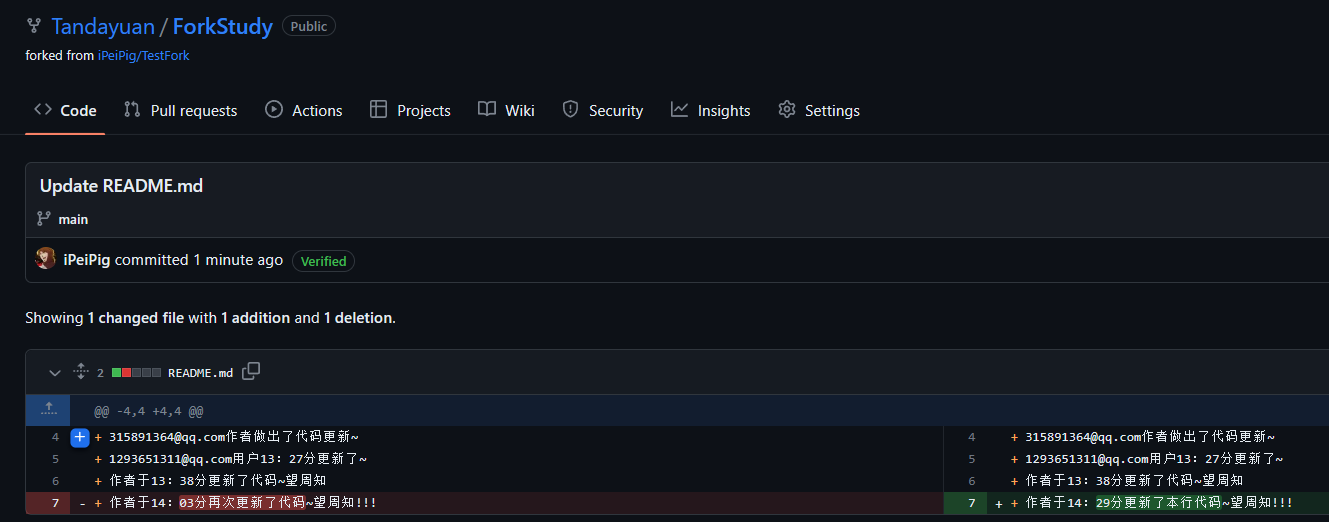 Tandayuan / ForkStudy Public
forked from iPeiPig/TestFork
Code Pull requests Actions Projects Wiki Security Insights Settings
Update README.md
main
iPeiPig committed 1 minute ago Verified
Showing 1 changed file with 1 addition and 1 deletion.
2 README.md
@@ -4,4 +4,4 @@
4 + 315891364@qq.com作者做出了代码更新~ 4 + 315891364@qq.com作者做出了代码更新~
5 + 1293651311@qq.com用户13：27分更新了~ 5 + 1293651311@qq.com用户13：27分更新了~
6 + 作者于13：38分更新了代码~望周知 6 + 作者于13：38分更新了代码~望周知
7 - + 作者于14：03分再次更新了代码~望周知!!! 7 + + 作者于14：29分更新了本行代码~望周知!!!